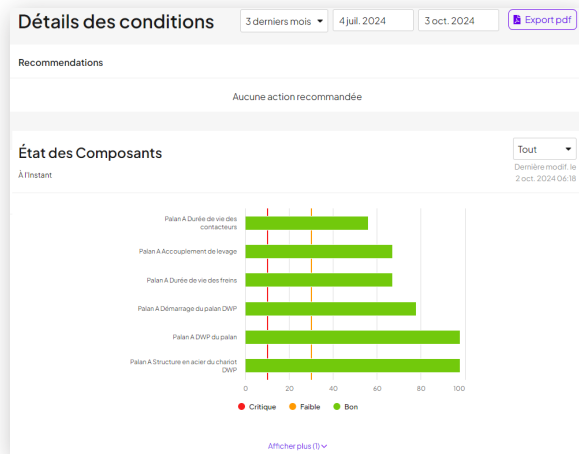 Détails des conditions
3 derniers mois
4 juil. 2024
3 oct. 2024
Export pdf
Recommendations
Aucune action recommandée
État des Composants
À l'Instant
Tout
Dernière modif. le
2 oct. 2024 06:18
Palan A Durée de vie des
contacteurs
Palan A Accouplement de levage
Palan A Durée de vie des freins
Palan A Démarrage du palan DWP
Palan A DWP du palan
Palan A Structure en acier du chariot
DWP
0 20 40 60 80 100
Critique Faible Bon
Afficher plus (1)